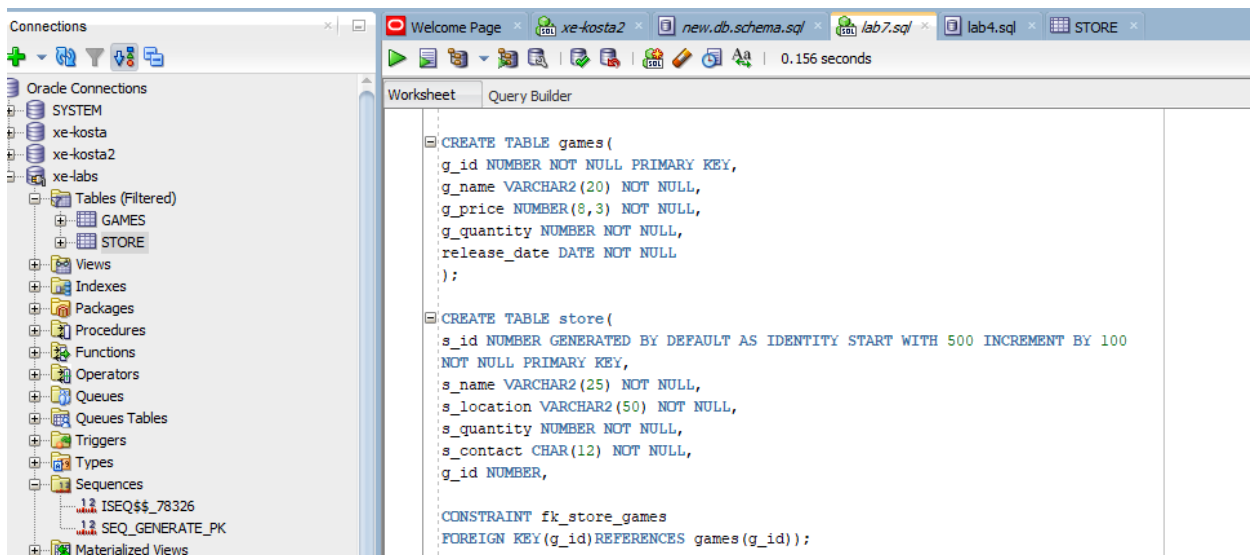 Connections
Welcome Page
xe-kosta2
new.db.schema.sql
lab7.sql
lab4.sql
STORE
0.156 seconds
Worksheet
Query Builder
Oracle Connections
SYSTEM
xe-kosta
xe-kosta2
xe-labs
Tables (Filtered)
GAMES
STORE
Views
Indexes
Packages
Procedures
Functions
Operators
Queues
Queues Tables
Triggers
Types
Sequences
ISEQ$$_78326
SEQ_GENERATE_PK
Materialized Views
CREATE TABLE games(
g_id NUMBER NOT NULL PRIMARY KEY,
g_name VARCHAR2(20) NOT NULL,
g_price NUMBER(8,3) NOT NULL,
g_quantity NUMBER NOT NULL,
release_date DATE NOT NULL
);
CREATE TABLE store(
s_id NUMBER GENERATED BY DEFAULT AS IDENTITY START WITH 500 INCREMENT BY 100
NOT NULL PRIMARY KEY,
s_name VARCHAR2(25) NOT NULL,
s_location VARCHAR2(50) NOT NULL,
s_quantity NUMBER NOT NULL,
s_contact CHAR(12) NOT NULL,
g_id NUMBER,
CONSTRAINT fk_store_games
FOREIGN KEY(g_id)REFERENCES games(g_id));